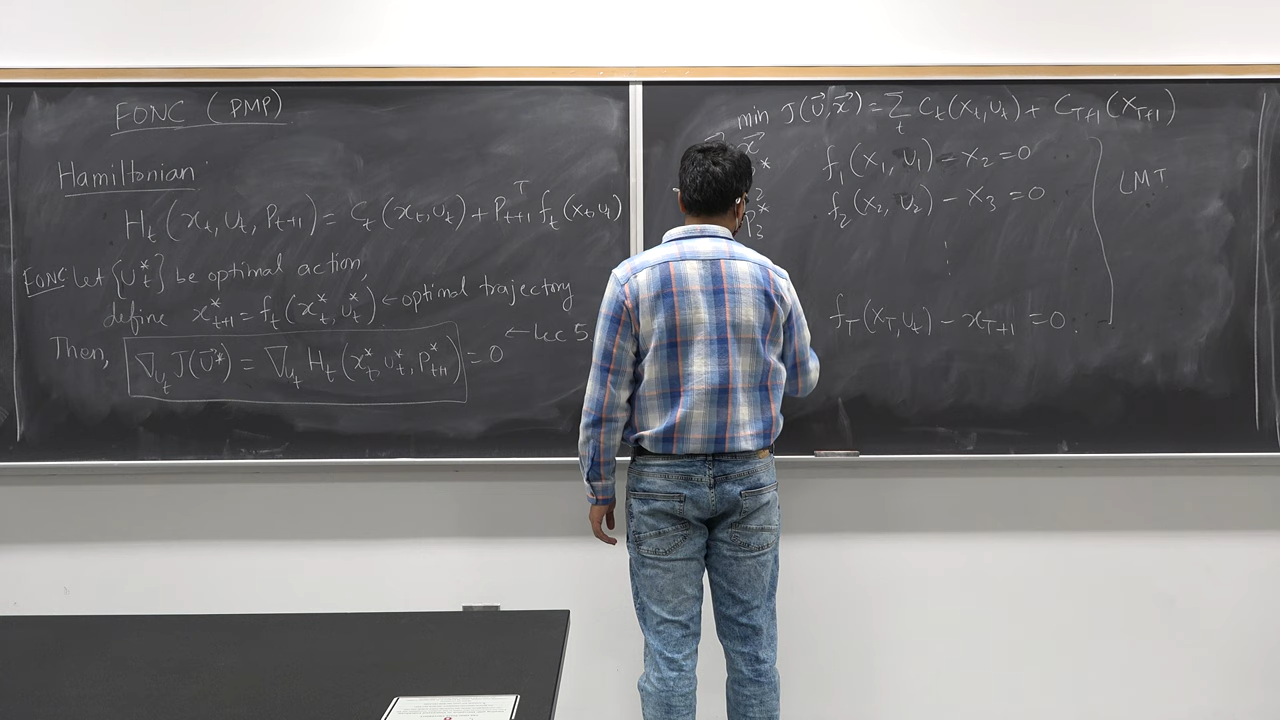 FONC (PMP)
Hamiltonian
H_t(x_t, u_t, P_{t+1}) = C_t(x_t, u_t) + P_{t+1}^T f_t(x_t, u_t)
FONC Let {U_t^*} be optimal action,
define x_{t+1}^* = f_t(x_t^*, u_t^*) ← optimal trajectory
← Lec 5.
Then, ∇_{u_t} J(U^*) = ∇_{u_t} H_t(x_t^*, u_t^*, P_{t+1}^*) = 0
min J(U⃗, x⃗) = Σ_t C_t(x_t, u_t) + C_{T+1}(x_{T+1})
x⃗
f_1(x_1, u_1) - x_2 = 0
f_2(x_2, u_2) - x_3 = 0
LMT
P_3^*
⋮
f_T(x_T, u_t) - x_{T+1} = 0.